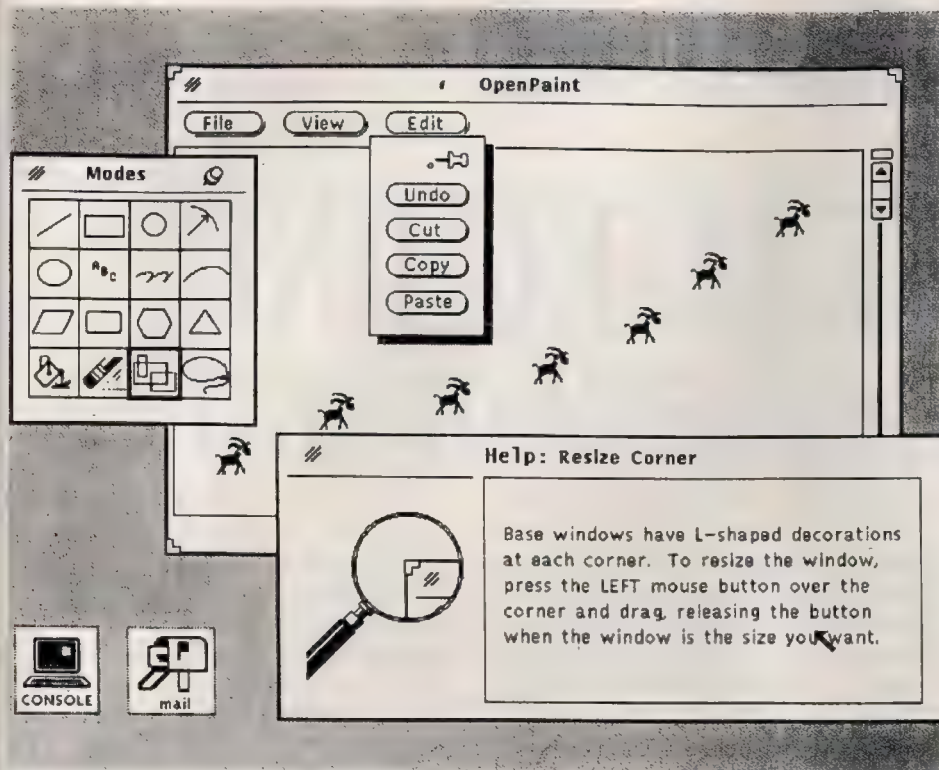 OpenPaint
File View Edit
Modes
Undo
Cut
Copy
Paste
ABC
Help: Resize Corner
Base windows have L-shaped decorations
at each corner. To resize the window,
press the LEFT mouse button over the
corner and drag, releasing the button
when the window is the size you want.
CONSOLE
mail